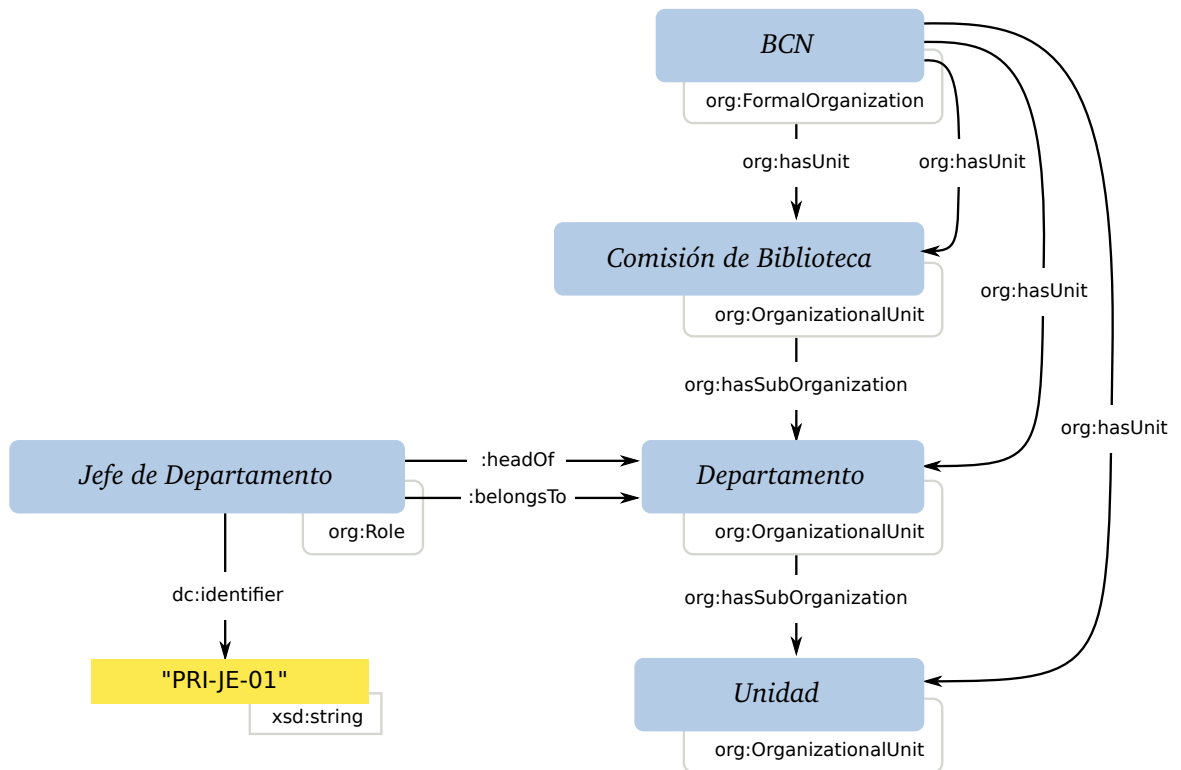 BCN
org:FormalOrganization
org:hasUnit
org:hasUnit
Comisión de Biblioteca
org:hasUnit
org:OrganizationalUnit
org:hasSubOrganization
org:hasUnit
Jefe de Departamento
:headOf
Departamento
:belongsTo
org:Role
org:OrganizationalUnit
dc:identifier
org:hasSubOrganization
"PRI-JE-01"
Unidad
xsd:string
org:OrganizationalUnit